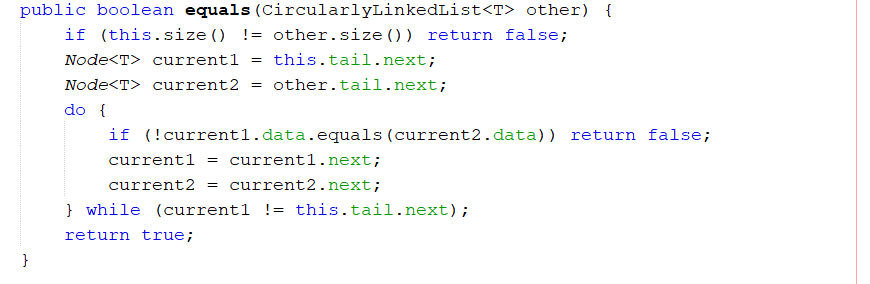 public boolean equals(CircularlyLinkedList<T> other) {
    if (this.size() != other.size()) return false;
    Node<T> current1 = this.tail.next;
    Node<T> current2 = other.tail.next;
    do {
        if (!current1.data.equals(current2.data)) return false;
        current1 = current1.next;
        current2 = current2.next;
    } while (current1 != this.tail.next);
    return true;
}